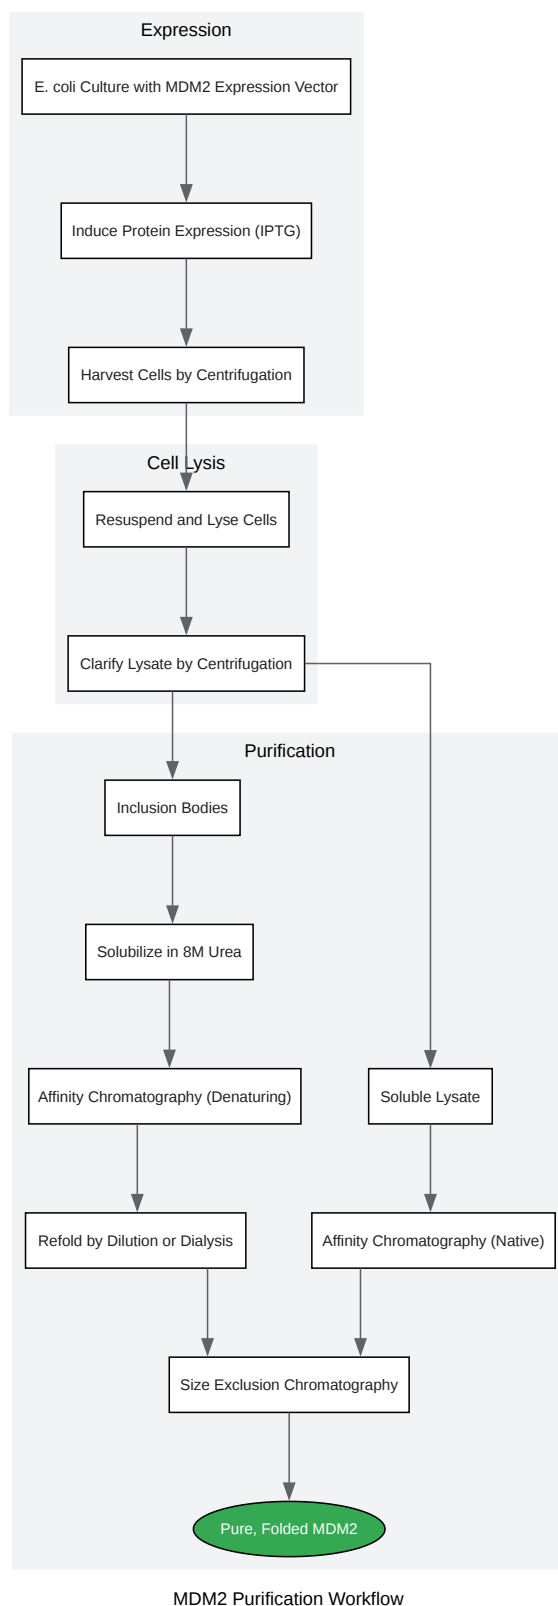 Expression
E. coli Culture with MDM2 Expression Vector
Induce Protein Expression (IPTG)
Harvest Cells by Centrifugation
Cell Lysis
Resuspend and Lyse Cells
Clarify Lysate by Centrifugation
Purification
Inclusion Bodies
Solubilize in 8M Urea
Affinity Chromatography (Denaturing)
Soluble Lysate
Refold by Dilution or Dialysis
Affinity Chromatography (Native)
Size Exclusion Chromatography
Pure, Folded MDM2
MDM2 Purification Workflow